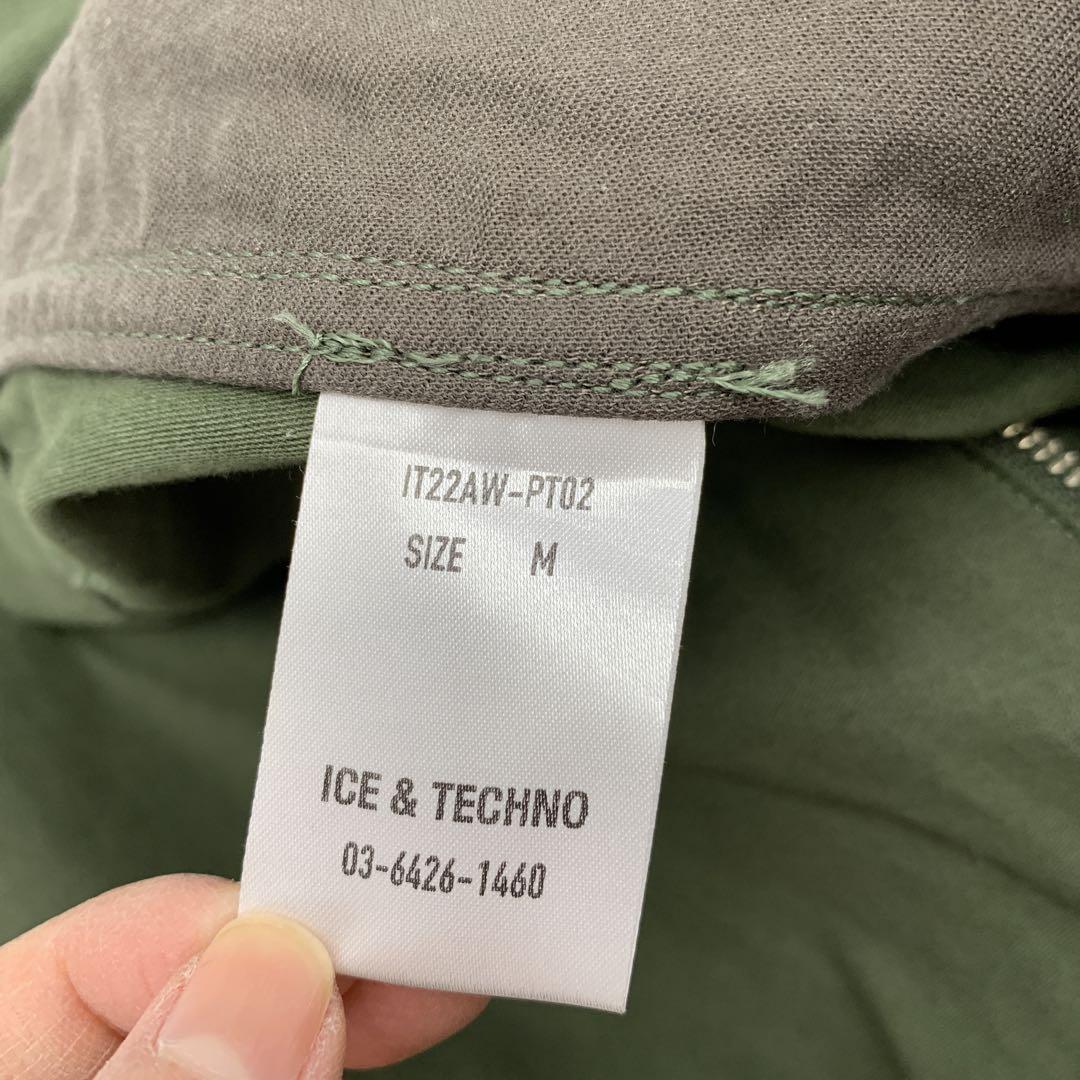 IT22AW-PT02
SIZE M
ICE & TECHNO
03-6426-1460